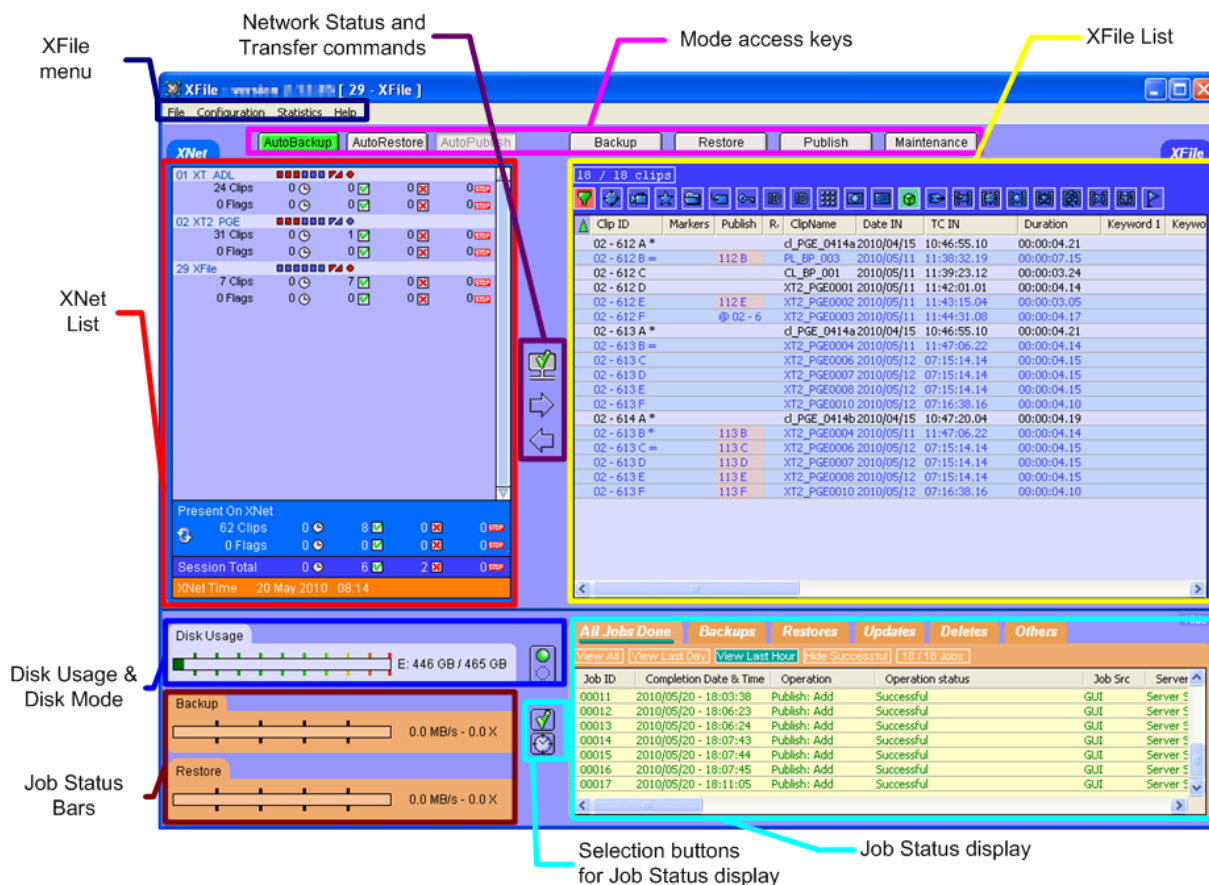 Network Status and
Transfer commands
Mode access keys
XFile List
XFile
menu
XFile - version [ 29 - XFile ]
File Configuration Statistics Help
AutoBackup AutoRestore AutoPublish Backup Restore Publish Maintenance
XNet
XFile
01 XT ADL
24 Clips 0 0 0 0 STOP
0 Flags 0 0 0 0 STOP
02 XT2 PGE
31 Clips 0 1 0 0 STOP
0 Flags 0 0 0 0 STOP
29 XFile
7 Clips 0 7 0 0 STOP
0 Flags 0 0 0 0 STOP
XNet
List
Present On XNet
62 Clips 0 8 0 0 STOP
0 Flags 0 0 0 0 STOP
Session Total 0 6 2 0 STOP
XNet Time 20 May 2010 08:14
18 / 18 clips
Clip ID Markers Publish R. ClipName Date IN TC IN Duration Keyword 1 Keywo
02 - 612 A * cl_PGE_0414a 2010/04/15 10:46:55.10 00:00:04.21
02 - 612 B = 112 B PL_BP_003 2010/05/11 11:38:32.19 00:00:07.15
02 - 612 C CL_BP_001 2010/05/11 11:39:23.12 00:00:03.24
02 - 612 D XT2_PGE0001 2010/05/11 11:42:01.01 00:00:04.14
02 - 612 E 112 E XT2_PGE0002 2010/05/11 11:43:15.04 00:00:03.05
02 - 612 F @ 02 - 6 XT2_PGE0003 2010/05/11 11:44:31.08 00:00:04.17
02 - 613 A * cl_PGE_0414a 2010/04/15 10:46:55.10 00:00:04.21
02 - 613 B = XT2_PGE0004 2010/05/11 11:47:06.22 00:00:04.14
02 - 613 C XT2_PGE0006 2010/05/12 07:15:14.14 00:00:04.15
02 - 613 D XT2_PGE0007 2010/05/12 07:15:14.14 00:00:04.15
02 - 613 E XT2_PGE0008 2010/05/12 07:15:14.14 00:00:04.15
02 - 613 F XT2_PGE0010 2010/05/12 07:16:38.16 00:00:04.10
02 - 614 A * cl_PGE_0414b 2010/04/15 10:47:20.04 00:00:04.19
02 - 613 B * 113 B XT2_PGE0004 2010/05/11 11:47:06.22 00:00:04.14
02 - 613 C = 113 C XT2_PGE0006 2010/05/12 07:15:14.14 00:00:04.15
02 - 613 D 113 D XT2_PGE0007 2010/05/12 07:15:14.14 00:00:04.15
02 - 613 E 113 E XT2_PGE0008 2010/05/12 07:15:14.14 00:00:04.15
02 - 613 F 113 F XT2_PGE0010 2010/05/12 07:16:38.16 00:00:04.10
Disk Usage &
Disk Mode
Disk Usage
E: 446 GB / 465 GB
Backup
0.0 MB/s - 0.0 X
Restore
0.0 MB/s - 0.0 X
Job Status
Bars
All Jobs Done Backups Restores Updates Deletes Others
View All View Last Day View Last Hour Hide Successful 18 / 18 Jobs
Job ID Completion Date & Time Operation Operation status Job Src Server
00011 2010/05/20 - 18:03:38 Publish: Add Successful GUI Server S
00012 2010/05/20 - 18:06:23 Publish: Add Successful GUI Server S
00013 2010/05/20 - 18:06:24 Publish: Add Successful GUI Server S
00014 2010/05/20 - 18:07:43 Publish: Add Successful GUI Server S
00015 2010/05/20 - 18:07:44 Publish: Add Successful GUI Server S
00016 2010/05/20 - 18:07:45 Publish: Add Successful GUI Server S
00017 2010/05/20 - 18:11:05 Publish: Add Successful GUI Server S
Selection buttons
for Job Status display
Job Status display